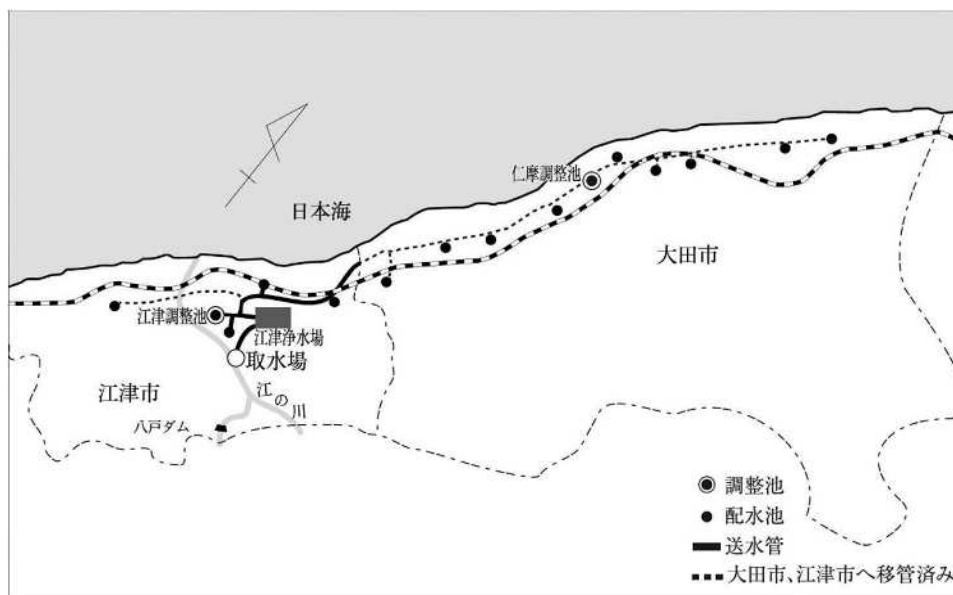 仁摩調整池
日本海
大田市
江津調整池
江津浄水場
取水場
江津市
江の川
八戸ダム
調整池
配水池
送水管
大田市、江津市へ移管済み